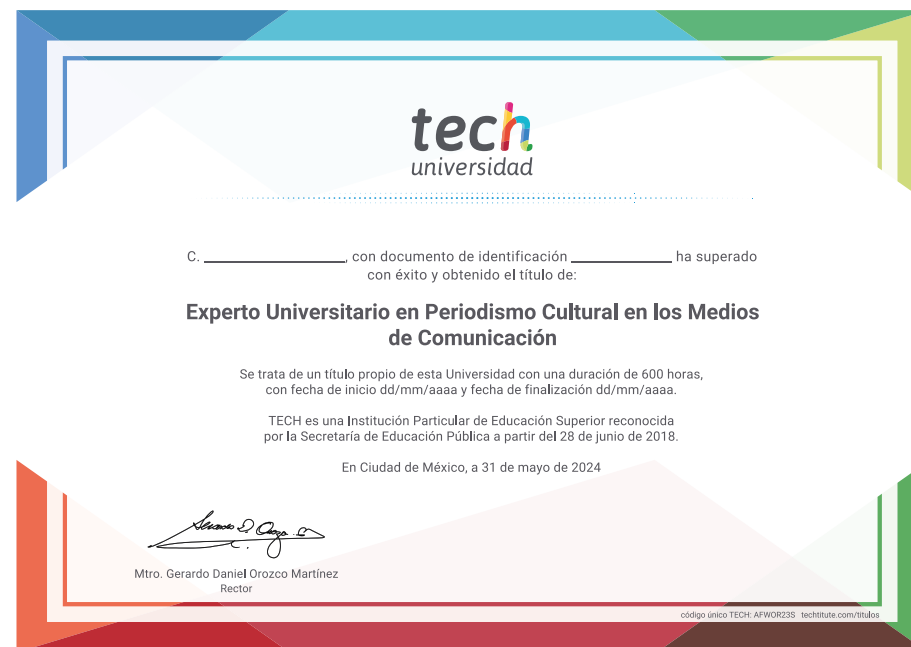 tech
universidad
C. ____________, con documento de identificación ____________ ha superado
con éxito y obtenido el título de:
Experto Universitario en Periodismo Cultural en los Medios
de Comunicación
Se trata de un título propio de esta Universidad con una duración de 600 horas,
con fecha de inicio dd/mm/aaaa y fecha de finalización dd/mm/aaaa.
TECH es una Institución Particular de Educación Superior reconocida
por la Secretaría de Educación Pública a partir del 28 de junio de 2018.
En Ciudad de México, a 31 de mayo de 2024
Mtro. Gerardo Daniel Orozco Martínez
Rector
código único TECH: AFWOR23S techtitute.com/titulos